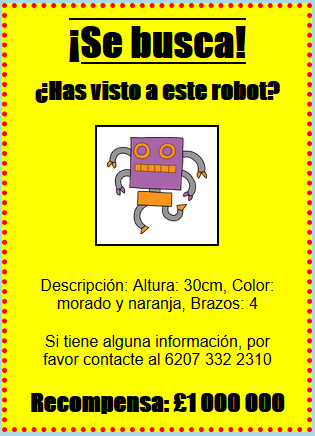 ¡Se busca!
¿Has visto a este robot?
Descripción: Altura: 30cm, Color:
morado y naranja, Brazos: 4
Si tiene alguna información, por
favor contacte al 6207 332 2310
Recompensa: £1 000 000